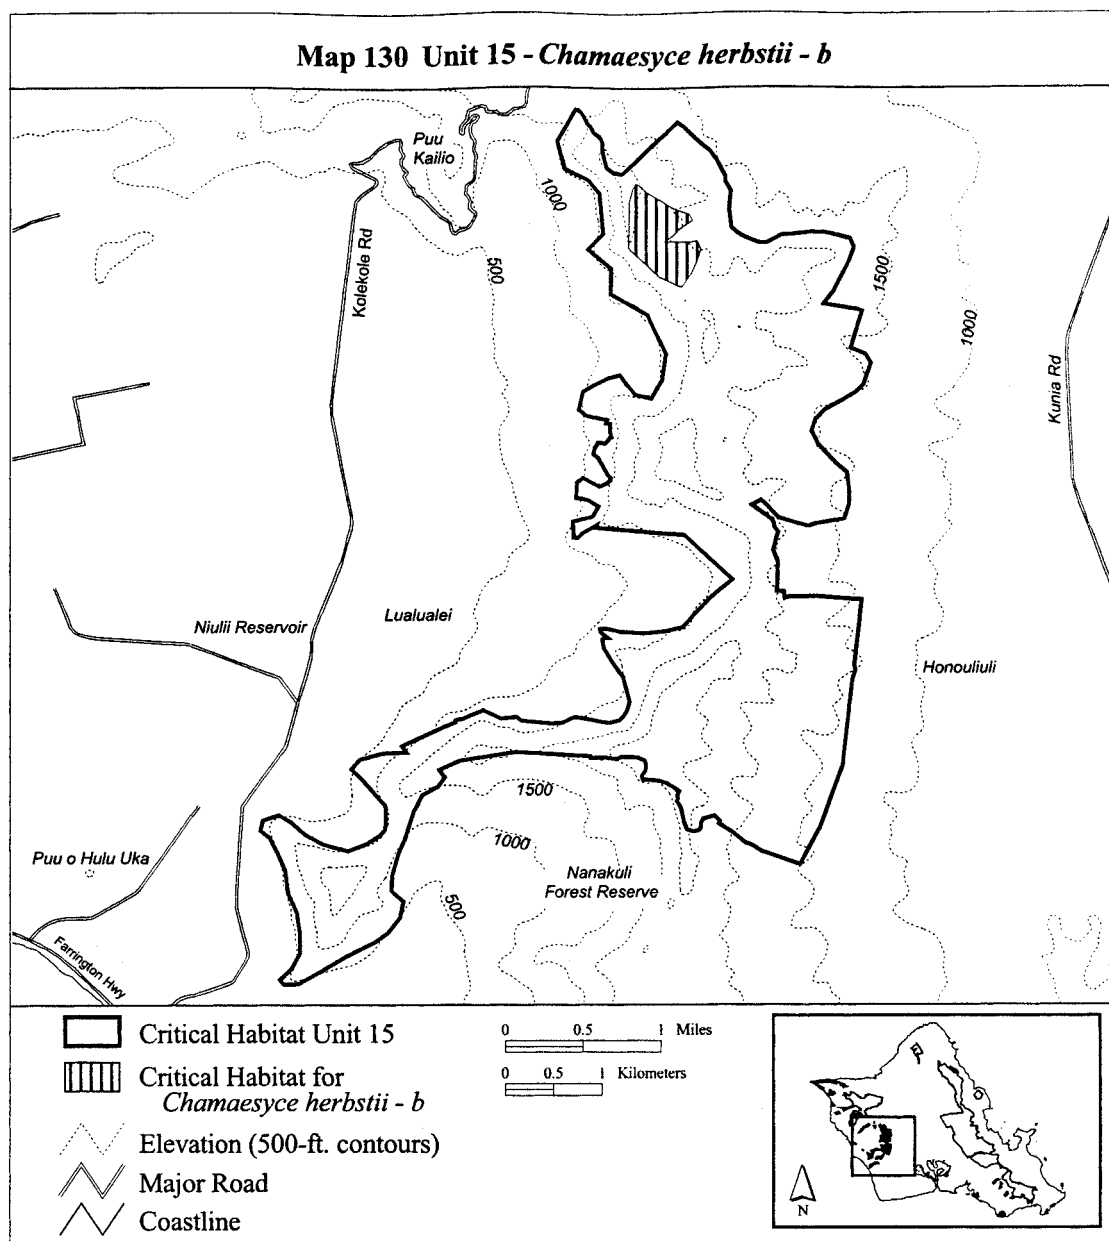 Map 130 Unit 15 - Chamaesyce herbstii - b
Puu
Kailio
1000
500
Kolekole Rd
1500
1000
Kunia Rd
Niulii Reservoir
Lualualei
Honouliuli
1500
1000
500
Nanakuli
Forest Reserve
Puu o Hulu Uka
Farrington Hwy
Critical Habitat Unit 15
Critical Habitat for
Chamaesyce herbstii - b
Elevation (500-ft. contours)
Major Road
Coastline
0 0.5 1 Miles
0 0.5 1 Kilometers
N